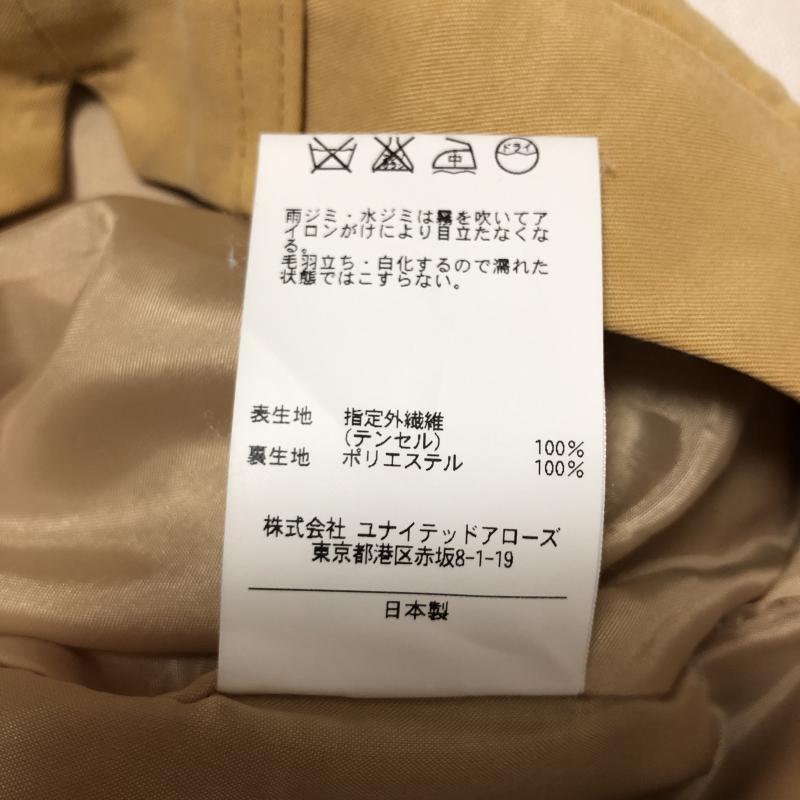 中 ドライ
雨ジミ・水ジミは霧を吹いてア
イロンがけにより目立たなくな
る。
毛羽立ち・白化するので濡れた
状態ではこすらない。
表生地 指定外繊維
(テンセル) 100%
裏生地 ポリエステル 100%
株式会社 ユナイテッドアローズ
東京都港区赤坂8-1-19
日本製